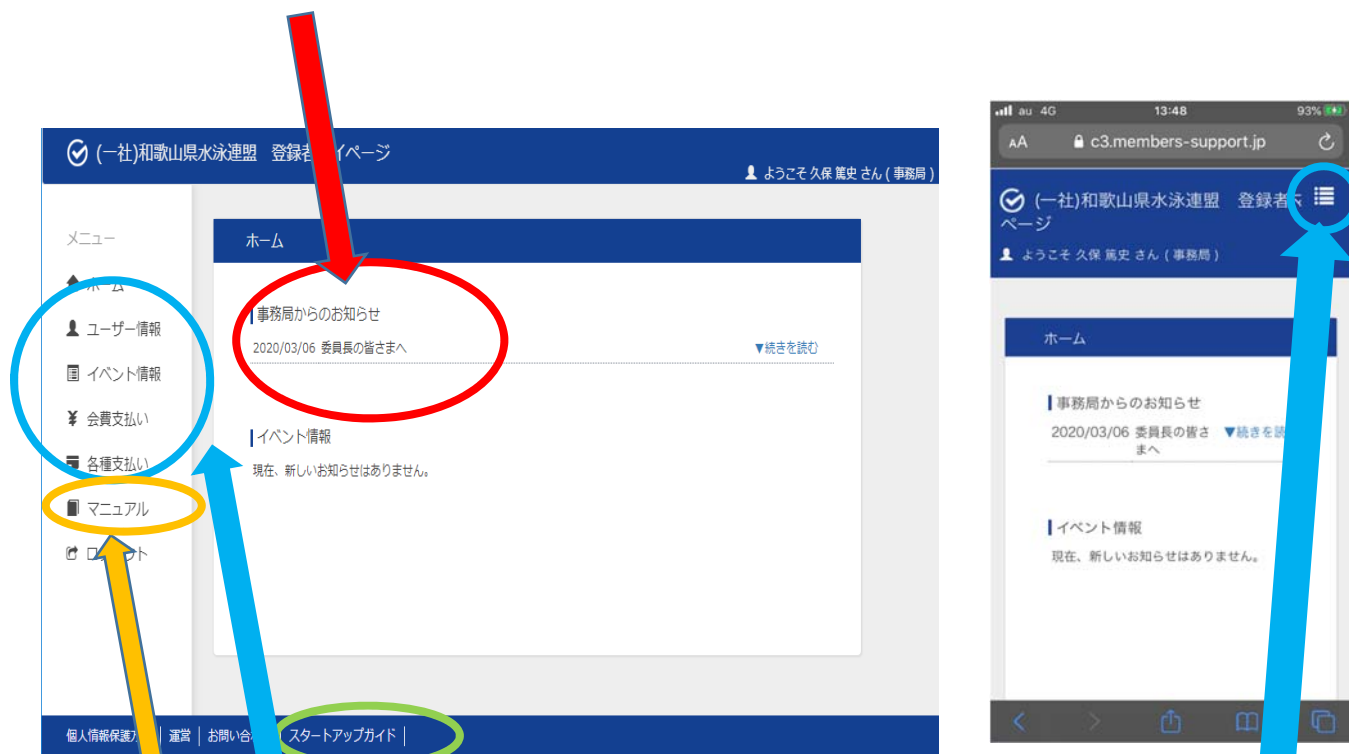 (一社)和歌山県水泳連盟 登録者 イページ
ようこそ 久保 篤史 さん ( 事務局 )
メニュー
ホーム
ユーザー情報
イベント情報
¥ 会費支払い
各種支払い
マニュアル
ホーム
事務局からのお知らせ
2020/03/06 委員長の皆さまへ ▼続きを読む
イベント情報
現在、新しいお知らせはありません。
個人情報保護 | 運営 | お問い合 スタートアップガイド |
au 4G 13:48 93%
AA c3.members-support.jp
(一社)和歌山県水泳連盟 登録者
ページ
ようこそ 久保 篤史 さん ( 事務局 )
ホーム
事務局からのお知らせ
2020/03/06 委員長の皆さ ▼続きを読
まへ
イベント情報
現在、新しいお知らせはありません。